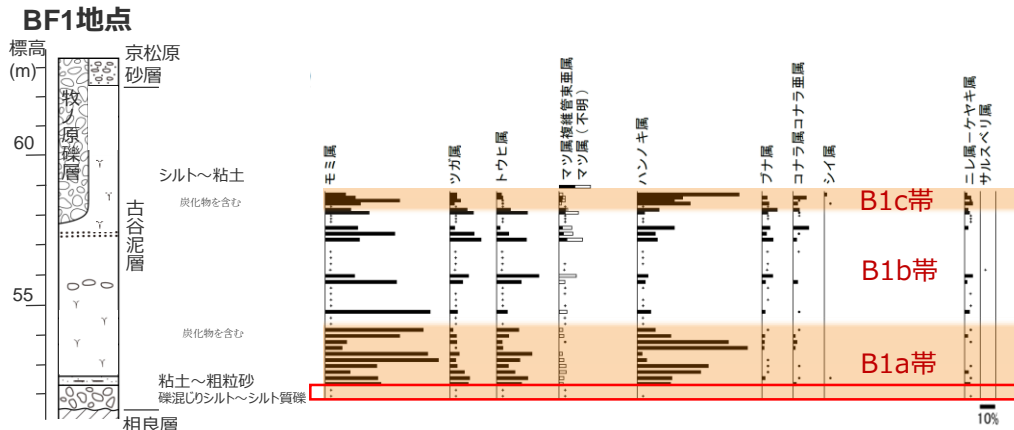 BF1地点
標高
(m)
京松原
砂層
牧ノ原礫層
60
シルト～粘土
炭化物を含む
古谷泥層
55
炭化物を含む
粘土～粗粒砂
礫混じりシルト～シルト質礫
相良層
モミ属
ツガ属
トウヒ属
マツ属複維管束亜属
マツ属(不明)
ハンノキ属
ブナ属
コナラ属コナラ亜属
シイ属
ニレ属－ケヤキ属
サルスベリ属
B1c帯
B1b帯
B1a帯
10%